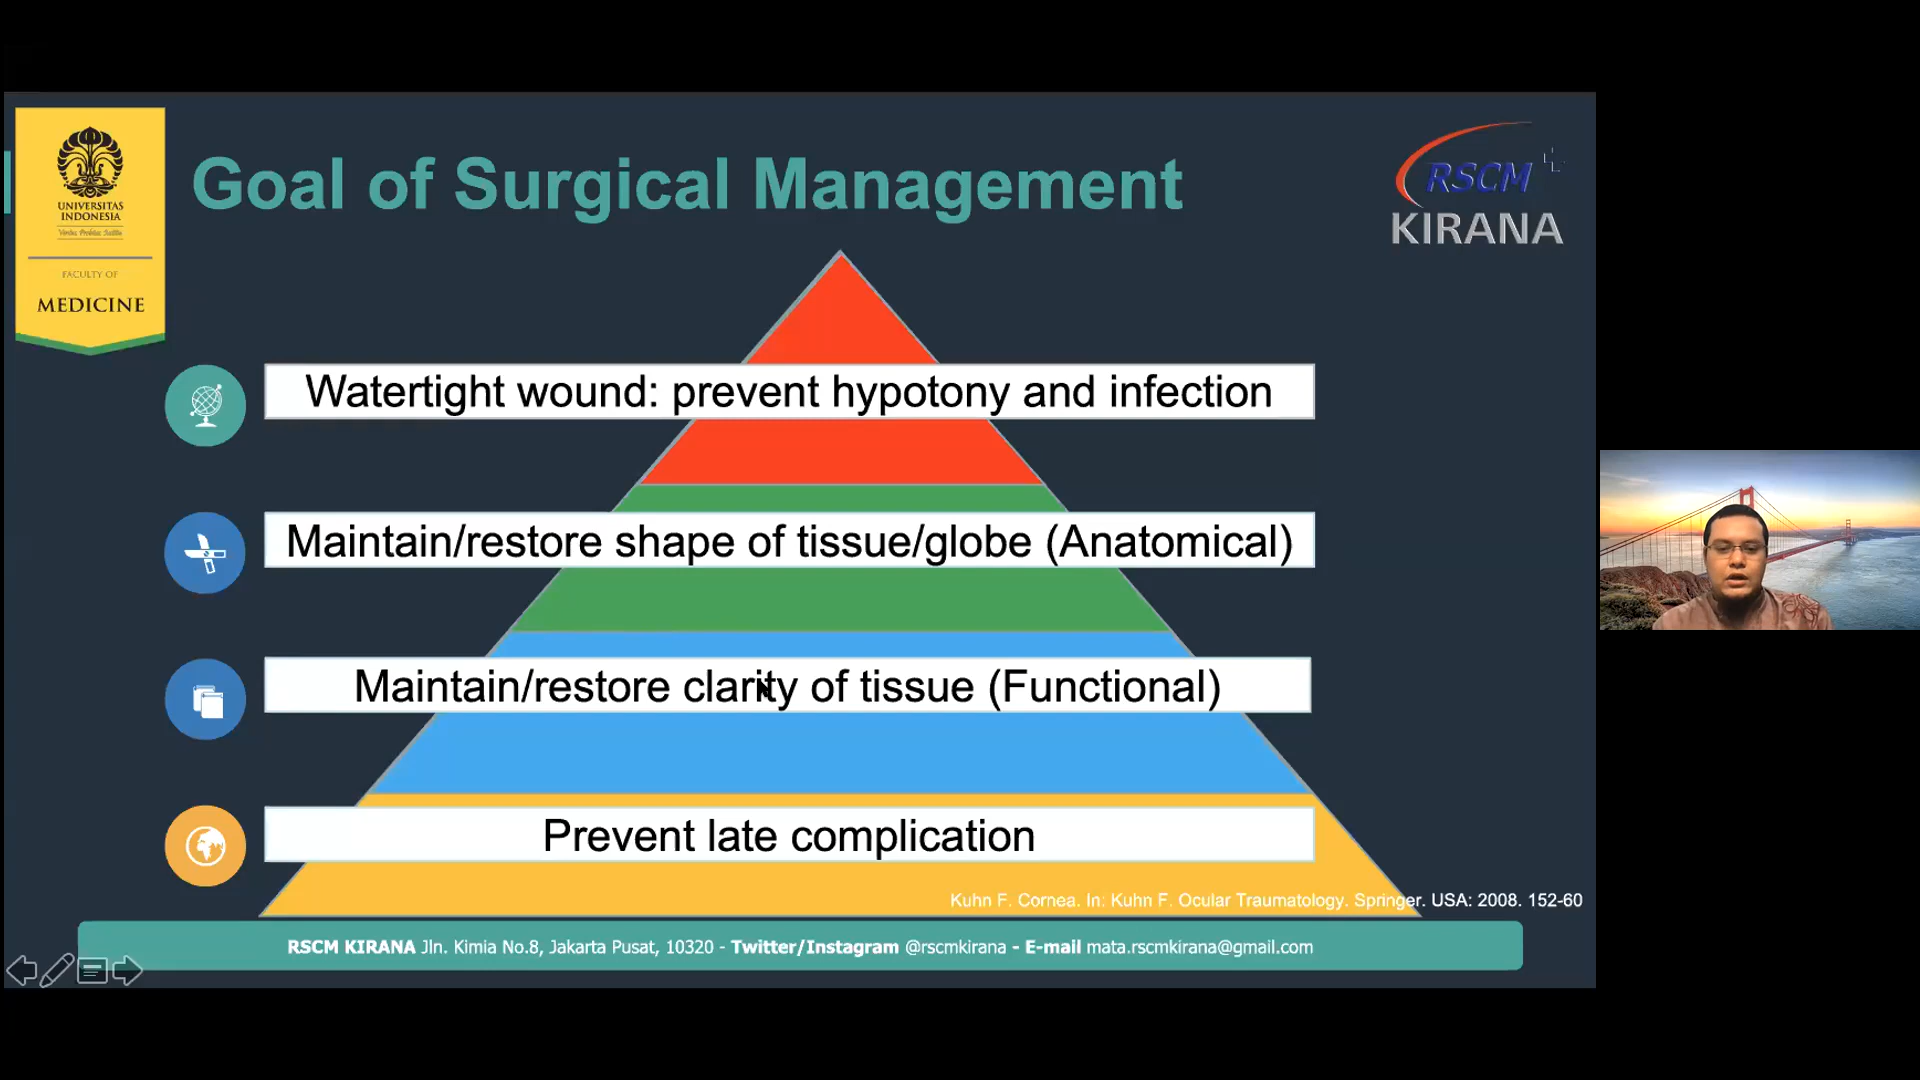 UNIVERSITAS
INDONESIA
Veritas, Probitas, Iustitia
FACULTY OF
MEDICINE
Goal of Surgical Management
RSCM
KIRANA
Watertight wound: prevent hypotony and infection
Maintain/restore shape of tissue/globe (Anatomical)
Maintain/restore clarity of tissue (Functional)
Prevent late complication
Kuhn F. Cornea. In: Kuhn F. Ocular Traumatology. Springer. USA: 2008. 152-60
RSCM KIRANA Jln. Kimia No.8, Jakarta Pusat, 10320 - Twitter/Instagram @rscmkirana - E-mail mata.rscmkirana@gmail.com